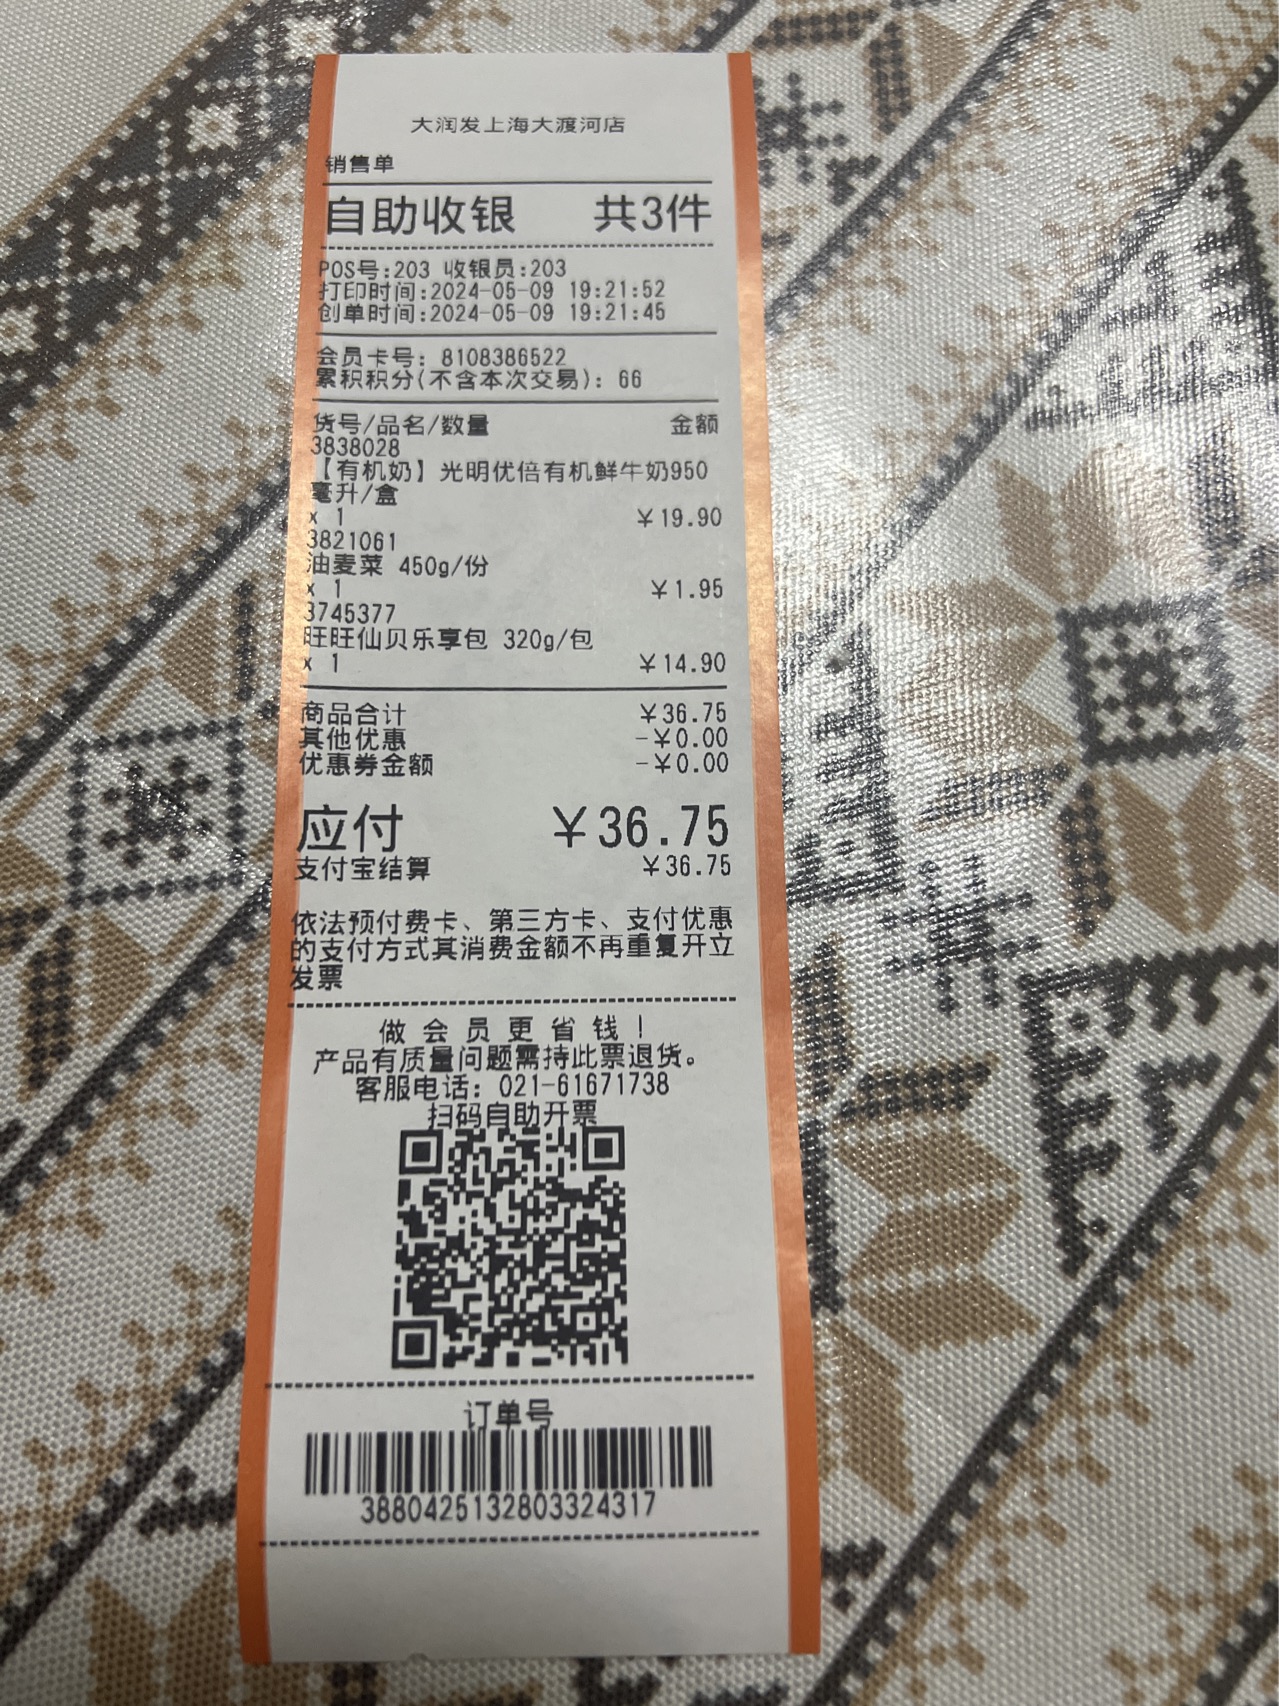 大润发上海大渡河店
销售单
自助收银 共3件
POS号:203 收银员:203
打印时间:2024-05-09 19:21:52
创单时间:2024-05-09 19:21:45
会员卡号: 8108386522
累积积分(不含本次交易): 66
货号/品名/数量 金额
3838028
【有机奶】光明优倍有机鲜牛奶950
毫升/盒
x 1 ￥19.90
3821061
油麦菜 450g/份
x 1 ￥1.95
3745377
旺旺仙贝乐享包 320g/包
x 1 ￥14.90
商品合计 ￥36.75
其他优惠 -￥0.00
优惠券金额 -￥0.00
应付 ￥36.75
支付宝结算 ￥36.75
依法预付费卡、第三方卡、支付优惠
的支付方式其消费金额不再重复开立
发票
做会员更省钱！
产品有质量问题需持此票退货。
客服电话: 021-61671738
扫码自助开票
订单号
3880425132803324317